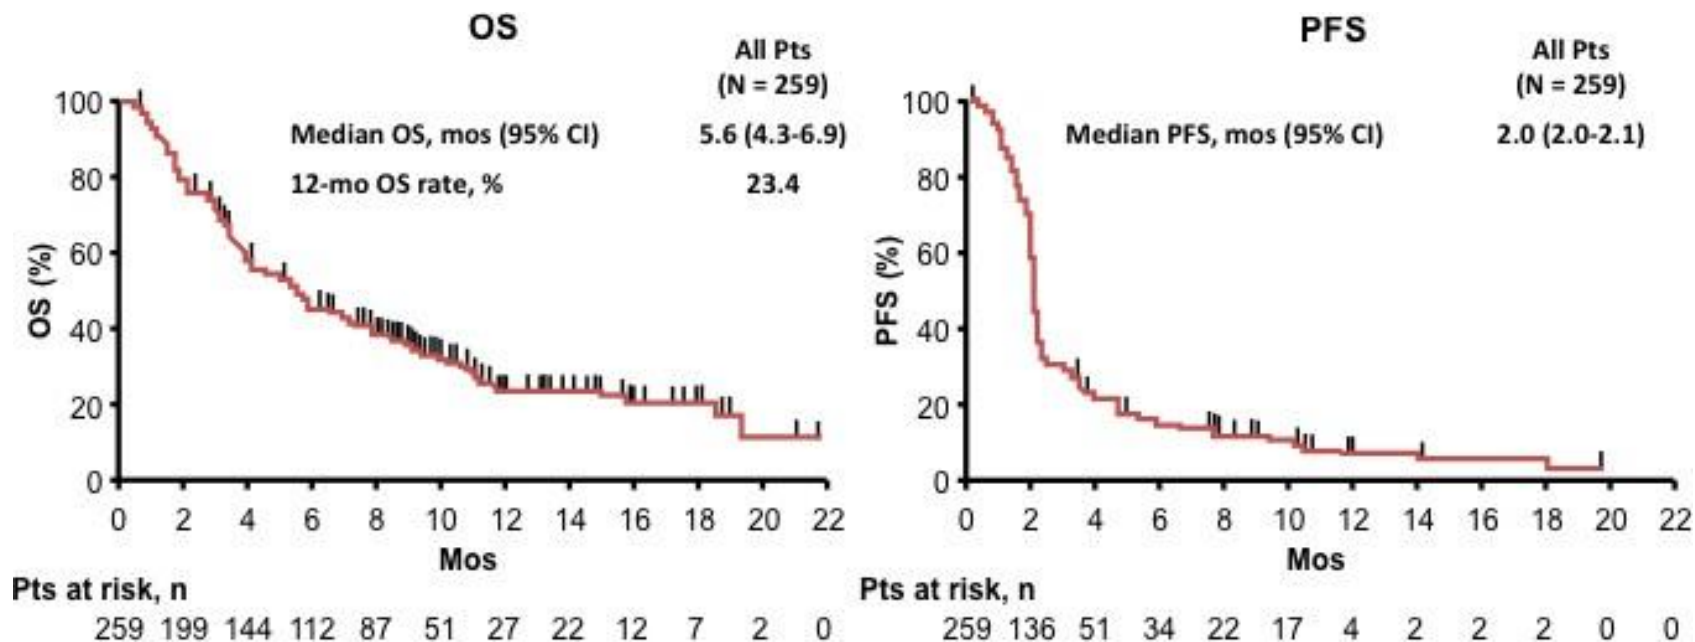 OS
All Pts
(N = 259)
Median OS, mos (95% CI) 5.6 (4.3-6.9)
12-mo OS rate, % 23.4
OS (%)
100
80
60
40
20
0
0 2 4 6 8 10 12 14 16 18 20 22
Mos
Pts at risk, n
259 199 144 112 87 51 27 22 12 7 2 0
PFS
All Pts
(N = 259)
Median PFS, mos (95% CI) 2.0 (2.0-2.1)
PFS (%)
100
80
60
40
20
0
0 2 4 6 8 10 12 14 16 18 20 22
Mos
Pts at risk, n
259 136 51 34 22 17 4 2 2 2 0 0